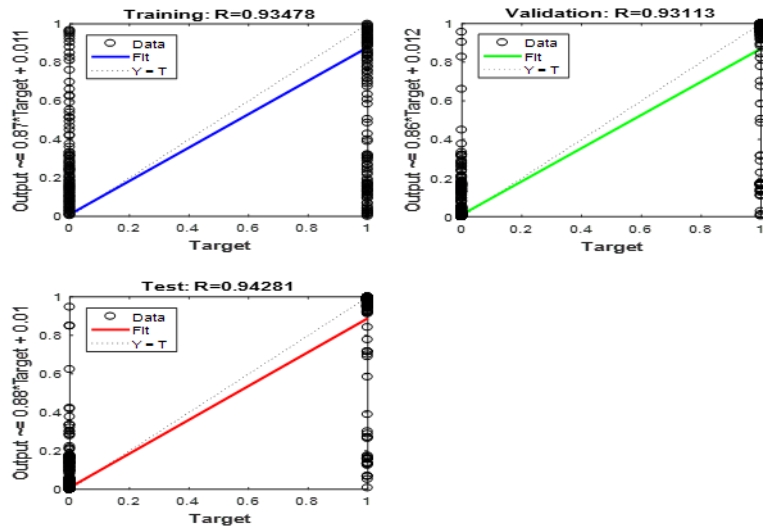 Training: R=0.93478
Output ~= 0.87*Target + 0.011
1
0.8
0.6
0.4
0.2
0
Data
Fit
Y = T
0 0.2 0.4 0.6 0.8 1
Target
Validation: R=0.93113
Output ~= 0.86*Target + 0.012
1
0.8
0.6
0.4
0.2
0
Data
Fit
Y = T
0 0.2 0.4 0.6 0.8 1
Target
Test: R=0.94281
Output ~= 0.88*Target + 0.01
1
0.8
0.6
0.4
0.2
0
Data
Fit
Y = T
0 0.2 0.4 0.6 0.8 1
Target